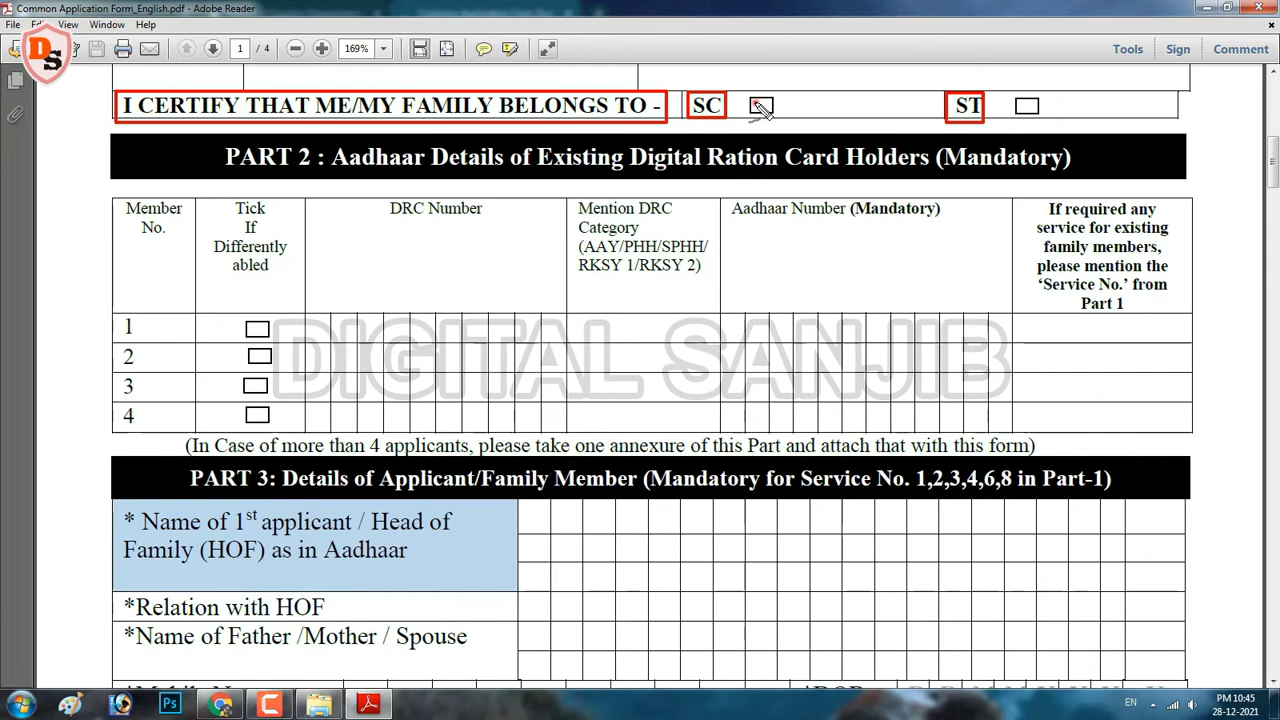 Common Application Form_English.pdf - Adobe Reader
File Edit View Window Help
DS
1 / 4
169%
Tools Sign Comment
I CERTIFY THAT ME/MY FAMILY BELONGS TO - SC ST
PART 2 : Aadhaar Details of Existing Digital Ration Card Holders (Mandatory)
Member No.
Tick If Differently abled
DRC Number
Mention DRC Category (AAY/PHH/SPHH/RKSY 1/RKSY 2)
Aadhaar Number (Mandatory)
If required any service for existing family members, please mention the ‘Service No.’ from Part 1
1
2
3
4
DIGITAL SANJIB
(In Case of more than 4 applicants, please take one annexure of this Part and attach that with this form)
PART 3: Details of Applicant/Family Member (Mandatory for Service No. 1,2,3,4,6,8 in Part-1)
* Name of 1st applicant / Head of
Family (HOF) as in Aadhaar
*Relation with HOF
*Name of Father /Mother / Spouse
Ps
EN
PM 10:45
28-12-2021